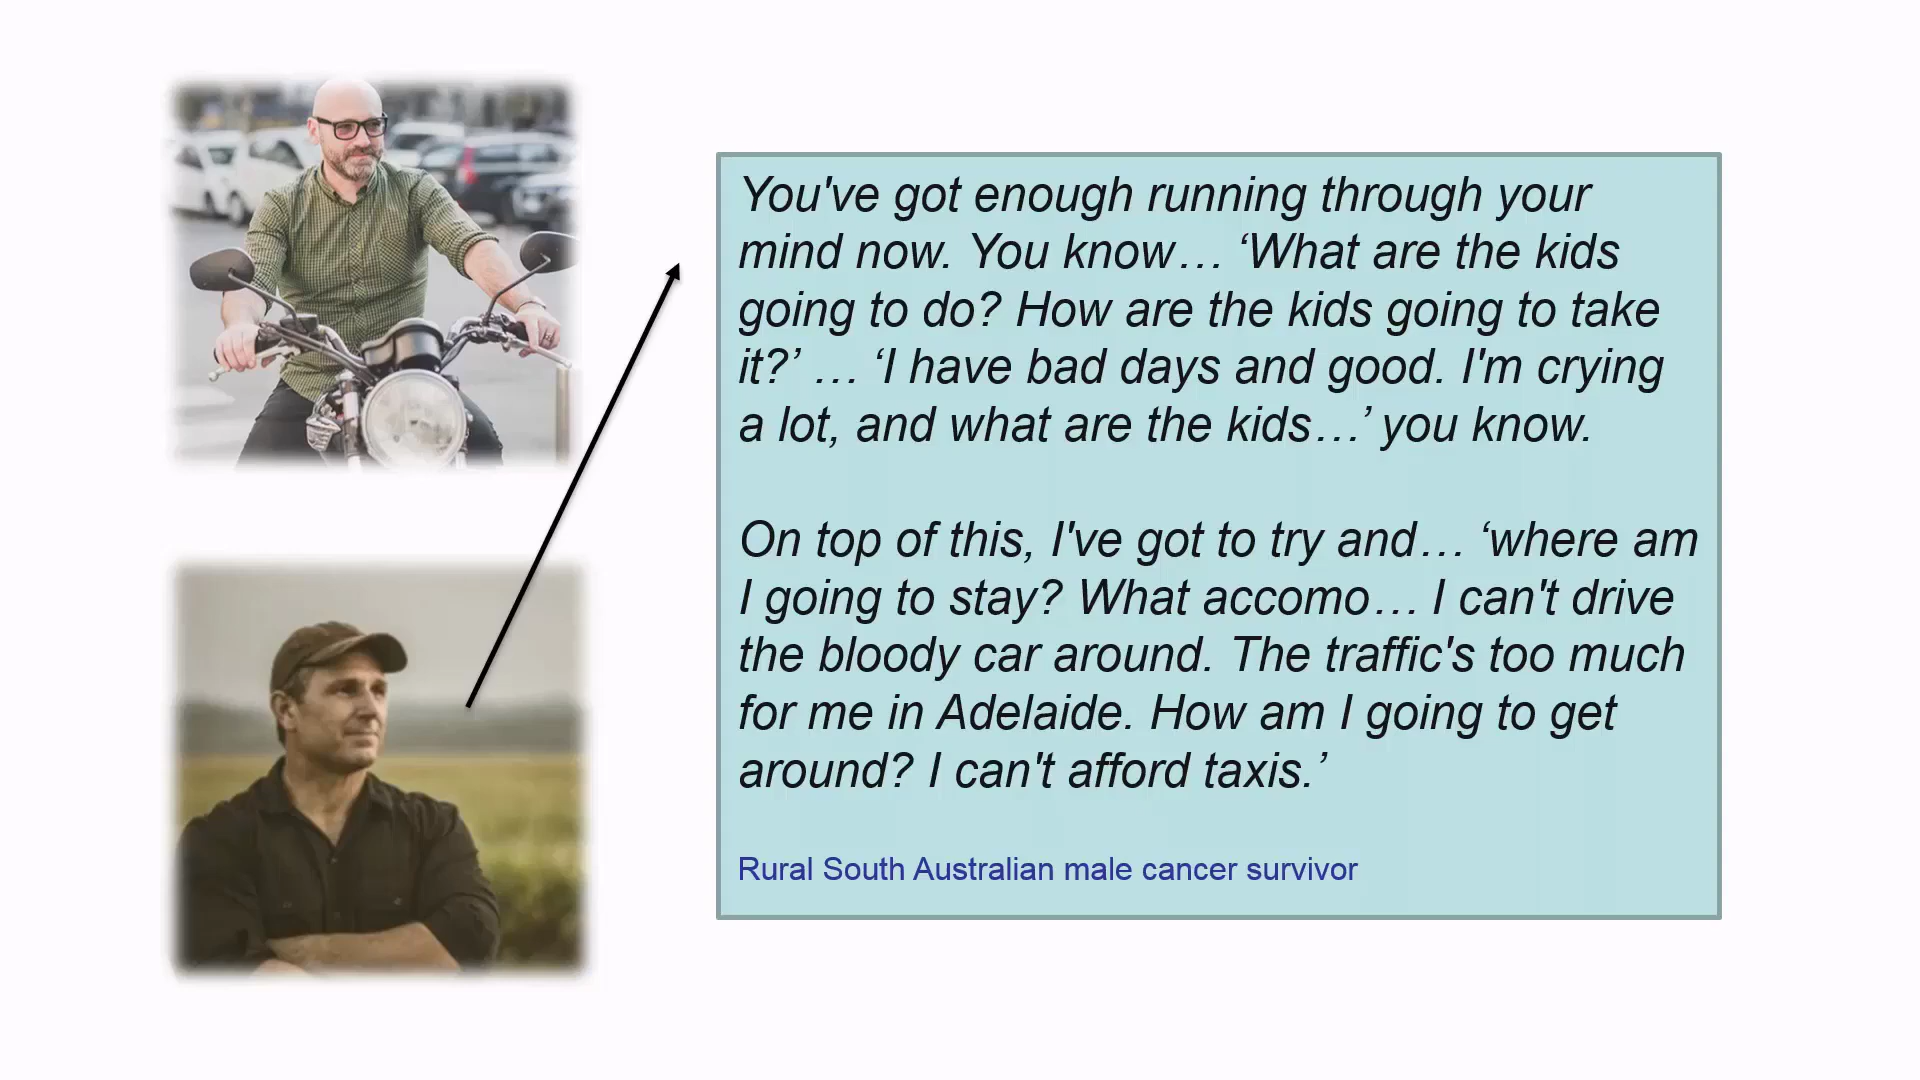 You've got enough running through your
mind now. You know… ‘What are the kids
going to do? How are the kids going to take
it?’ … ‘I have bad days and good. I'm crying
a lot, and what are the kids…’ you know.
On top of this, I've got to try and… ‘where am
I going to stay? What accomo… I can't drive
the bloody car around. The traffic's too much
for me in Adelaide. How am I going to get
around? I can't afford taxis.’
Rural South Australian male cancer survivor